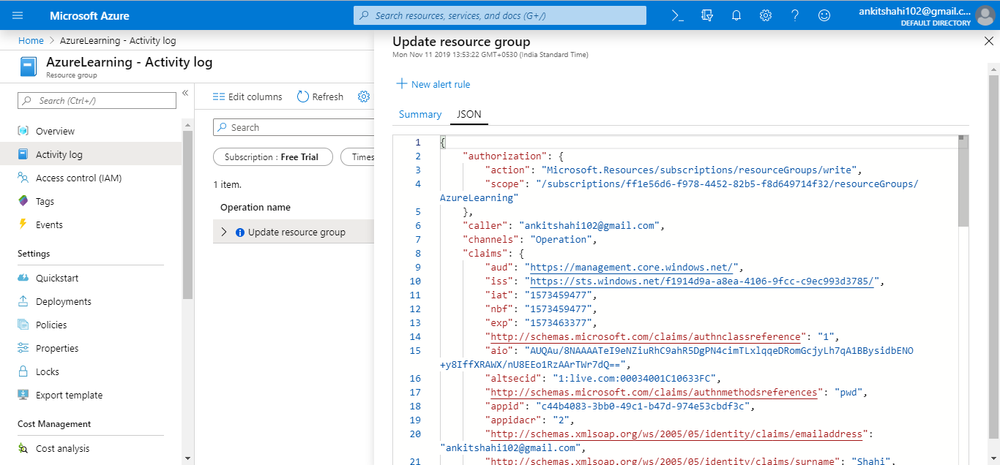 Microsoft Azure
Search resources, services, and docs (G+/)
ankitshahi102@gmail.c...
DEFAULT DIRECTORY
Home > AzureLearning - Activity log
AzureLearning - Activity log
Resource group
Search (Ctrl+/)
«
Overview
Activity log
Access control (IAM)
Tags
Events
Settings
Quickstart
Deployments
Policies
Properties
Locks
Export template
Cost Management
Cost analysis
Edit columns
Refresh
Search
Subscription : Free Trial
Times
1 item.
Operation name
Update resource group
Update resource group
Mon Nov 11 2019 13:53:22 GMT+0530 (India Standard Time)
New alert rule
Summary
JSON
1 {
2 "authorization": {
3 "action": "Microsoft.Resources/subscriptions/resourceGroups/write",
4 "scope": "/subscriptions/ff1e56d6-f978-4452-82b5-f8d649714f32/resourceGroups/
AzureLearning"
5 },
6 "caller": "ankitshahi102@gmail.com",
7 "channels": "Operation",
8 "claims": {
9 "aud": "https://management.core.windows.net/",
10 "iss": "https://sts.windows.net/f1914d9a-a8ea-4106-9fcc-c9ec993d3785/",
11 "iat": "1573459477",
12 "nbf": "1573459477",
13 "exp": "1573463377",
14 "http://schemas.microsoft.com/claims/authnclassreference": "1",
15 "aio": "AUQAu/8NAAAATeI9eNZiuRhC9ahR5DgPN4cimTLxlqqeDRomGcjyLh7qA1BBysidbENO
+y8IffXRAWX/nU8EEo1RzAArTWr7dQ==",
16 "altsecid": "1:live.com:00034001C10633FC",
17 "http://schemas.microsoft.com/claims/authnmethodsreferences": "pwd",
18 "appid": "c44b4083-3bb0-49c1-b47d-974e53cbdf3c",
19 "appidacr": "2",
20 "http://schemas.xmlsoap.org/ws/2005/05/identity/claims/emailaddress":
"ankitshahi102@gmail.com",
21 "http://schemas.xmlsoap.org/ws/2005/05/identity/claims/surname": "Shahi",